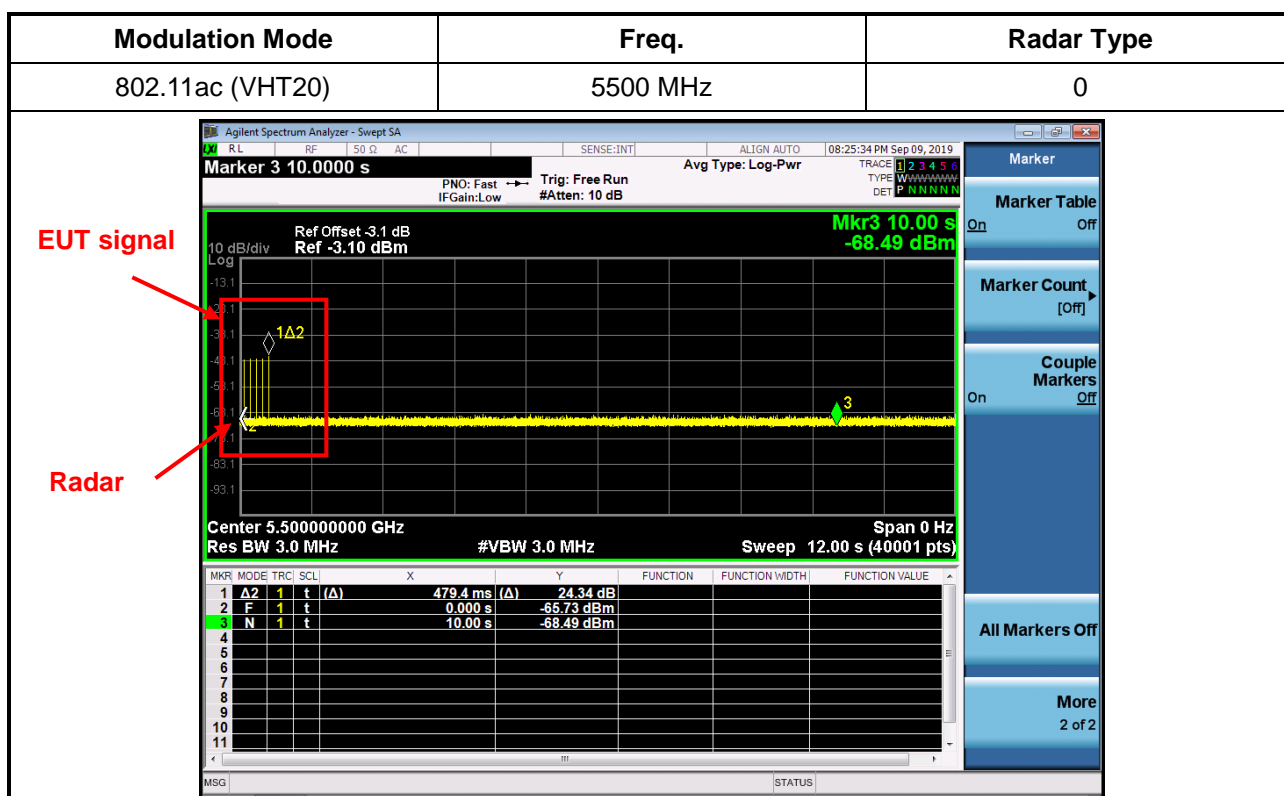 Modulation Mode Freq. Radar Type
802.11ac (VHT20) 5500 MHz 0
Agilent Spectrum Analyzer - Swept SA
LXI RL RF 50 Ω AC SENSE:INT ALIGN AUTO 08:25:34 PM Sep 09, 2019
Marker 3 10.0000 s
PNO: Fast
IFGain:Low
Trig: Free Run
#Atten: 10 dB
Avg Type: Log-Pwr
TRACE 1 2 3 4 5 6
TYPE WWWWWWW
DET P N N N N N
Marker
Marker Table
On Off
Marker Count
[Off]
Couple
Markers
On Off
All Markers Off
More
2 of 2
EUT signal
Radar
Mkr3 10.00 s
-68.49 dBm
Ref Offset -3.1 dB
10 dB/div Ref -3.10 dBm
Log
-13.1
1Δ2
3
2
-83.1
-93.1
Center 5.500000000 GHz Span 0 Hz
Res BW 3.0 MHz #VBW 3.0 MHz Sweep 12.00 s (40001 pts)
MKR MODE TRC SCL X Y FUNCTION FUNCTION WIDTH FUNCTION VALUE
1 Δ2 1 t (Δ) 479.4 ms (Δ) 24.34 dB
2 F 1 t 0.000 s -65.73 dBm
3 N 1 t 10.00 s -68.49 dBm
4
5
6
7
8
9
10
11
MSG STATUS